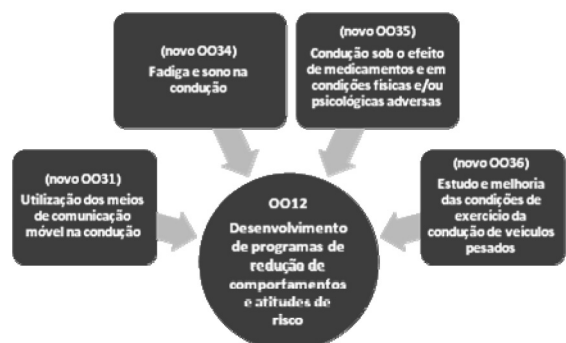 (novo OO34)
Fadiga e sono na
condução
(novo OO35)
Condução sob o efeito
de medicamentos e em
condições físicas e/ou
psicológicas adversas
(novo OO31)
Utilização dos meios
de comunicação
móvel na condução
(novo OO36)
Estudo e melhoria
das condições de
exercício da
condução de veículos
pesados
OO12
Desenvolvimento
de programas de
redução de
comportamentos
e atitudes de
risco